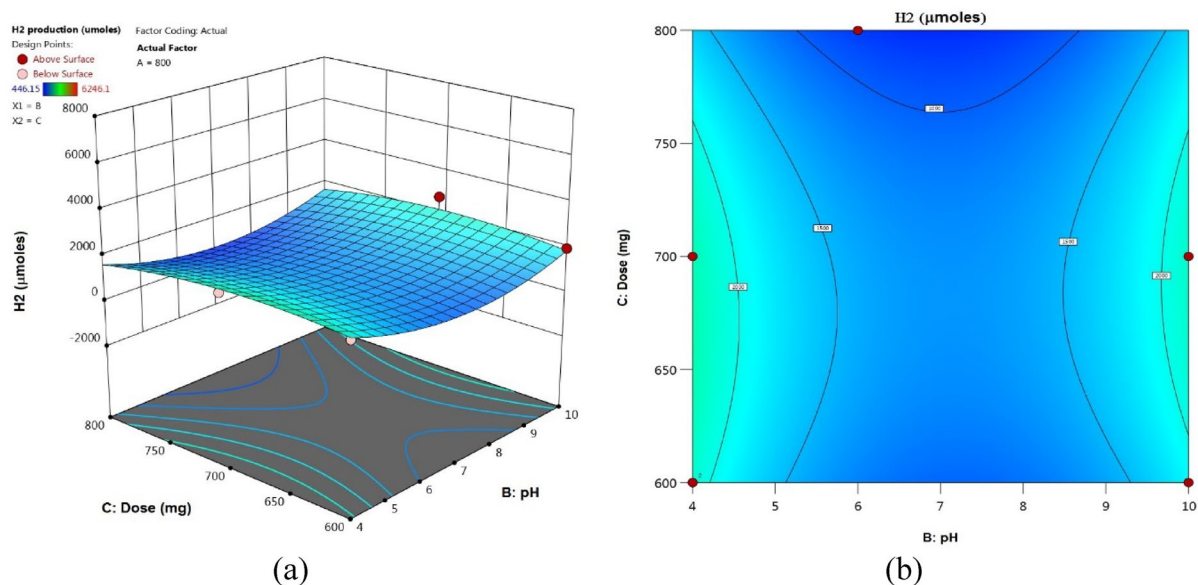 H2 production (umoles)
Design Points:
Above Surface
Below Surface
446.15 6246.1
X1 = B
X2 = C
Factor Coding: Actual
Actual Factor
A = 800
8000
6000
4000
2000
0
-2000
H2 (μmoles)
800
750
700
650
600
C: Dose (mg)
4
5
6
7
8
9
10
B: pH
(a)
H2 (μmoles)
800
750
700
650
600
C: Dose (mg)
1000
1500
1500
2000
2000
2
4
5
6
7
8
9
10
B: pH
(b)